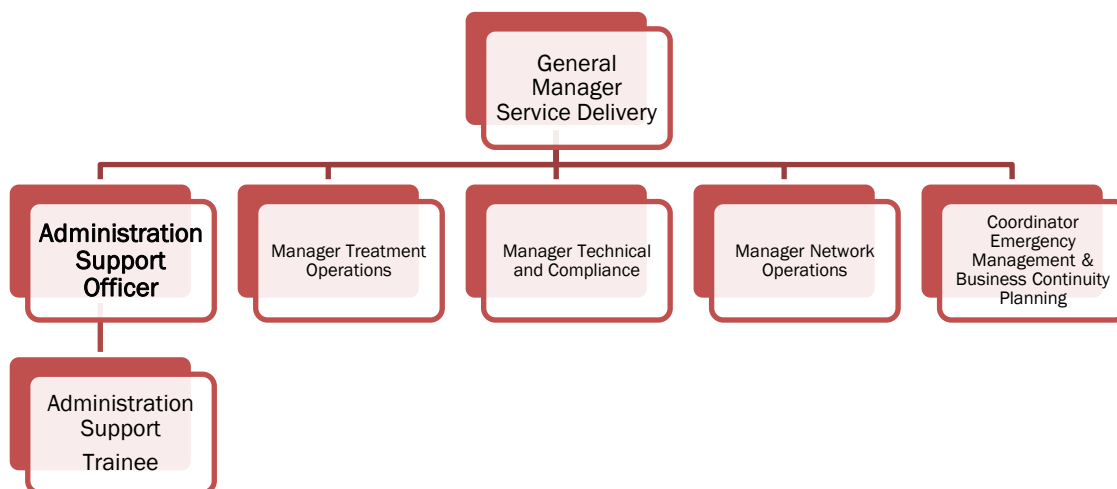 General
Manager
Service Delivery
Administration
Support
Officer
Manager Treatment
Operations
Manager Technical
and Compliance
Manager Network
Operations
Coordinator
Emergency
Management &
Business Continuity
Planning
Administration
Support
Trainee